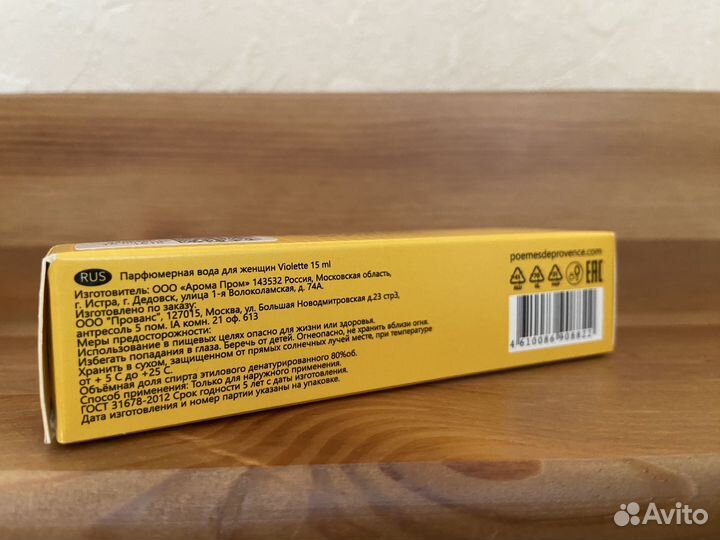 RUS Парфюмерная вода для женщин Violette 15 ml
Изготовитель: ООО «Арома Пром» 143532 Россия, Московская область,
г. Истра, г. Дедовск, улица 1-я Волоколамская, д. 74А.
Изготовлено по заказу:
ООО "Прованс", 127015, Москва, ул. Большая Новодмитровская д.23 стр3,
антресоль 5 пом. IA комн. 21 оф. 613
Меры предосторожности:
Использование в пищевых целях опасно для жизни или здоровья.
Избегать попадания в глаза. Беречь от детей. Огнеопасно, не хранить вблизи огня.
Хранить в сухом, защищенном от прямых солнечных лучей месте, при температуре
от + 5 С до +25 С.
Объёмная доля спирта этилового денатурированного 80%об.
Способ применения: Только для наружного применения.
ГОСТ 31678-2012 Срок годности 5 лет с даты изготовления.
Дата изготовления и номер партии указаны на упаковке.
poemesdeprovence.com
EAC
4 610086 908822
Avito